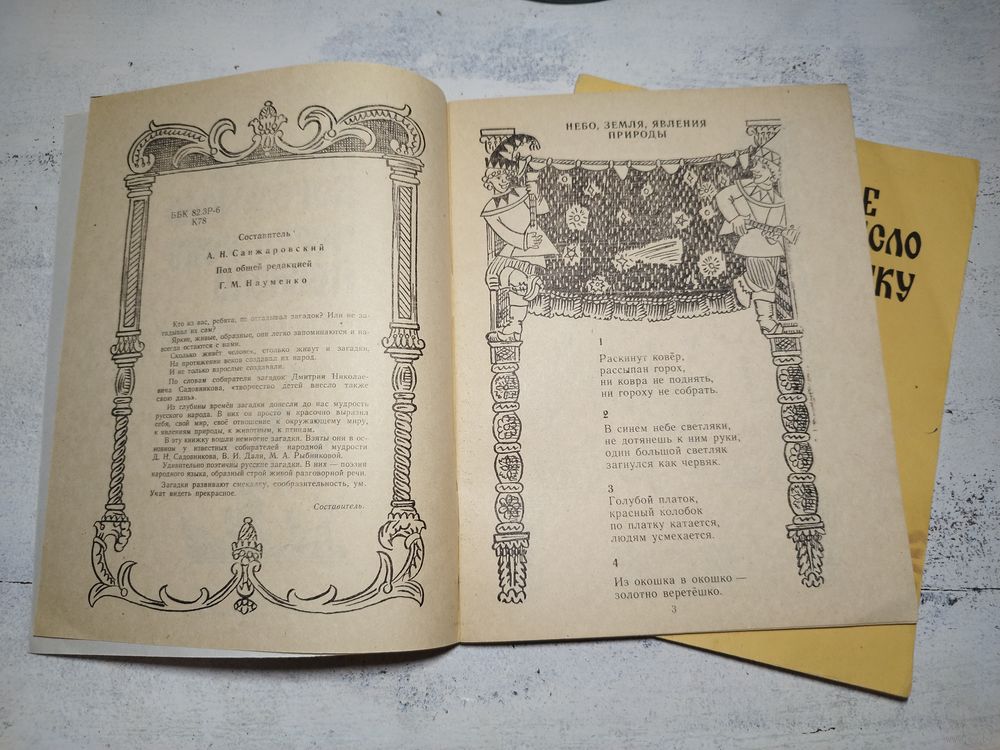 ББК 82.3Р-6
К78
Составитель
А. Н. Санжаровский
Под общей редакцией
Г. М. Науменко
Кто из вас, ребята, не отгадывал загадок? Или не за-
гадывал их сам?
Яркие, живые, образные, они легко запоминаются и на-
всегда остаются с нами.
Сколько живёт человек, столько живут и загадки.
На протяжении веков создавал их народ.
И не только взрослые создавали.
По словам собирателя загадок Дмитрия Николае-
вича Садовникова, «творчество детей внесло также
свою дань».
Из глубины времён загадки донесли до нас мудрость
русского народа. В них он просто и красочно выразил
себя, свой мир, своё отношение к окружающему миру,
к явлениям природы, к животным, к птицам.
В эту книжку вошли немногие загадки. Взяты они в ос-
новном у известных собирателей народной мудрости
Д. Н. Садовникова, В. И. Даля, М. А. Рыбниковой.
Удивительно поэтичны русские загадки. В них — поэзия
народного языка, образный строй живой разговорной речи.
Загадки развивают смекалку, сообразительность, ум.
Учат видеть прекрасное.
Составитель.
НЕБО, ЗЕМЛЯ, ЯВЛЕНИЯ
ПРИРОДЫ
1
Раскинут ковёр,
рассыпан горох,
ни ковра не поднять,
ни гороху не собрать.
2
В синем небе светляки,
не дотянешь к ним руки,
один большой светляк
загнулся как червяк.
3
Голубой платок,
красный колобок
по платку катается,
людям усмехается.
4
Из окошка в окошко —
золотно веретёшко.
3